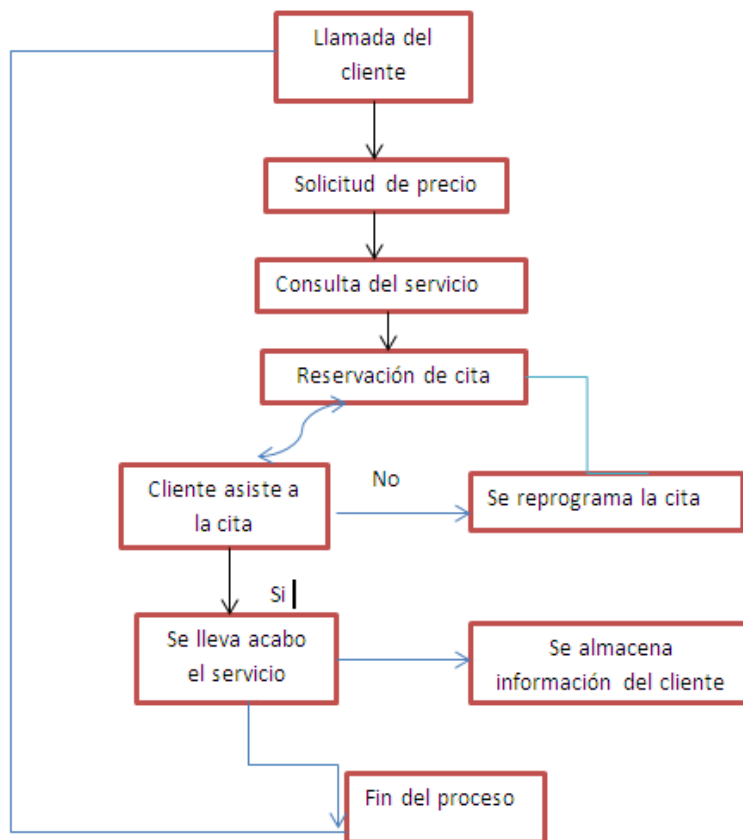 Llamada del
cliente
Solicitud de precio
Consulta del servicio
Reservación de cita
Cliente asiste a
la cita
No
Se reprograma la cita
Si
Se lleva acabo
el servicio
Se almacena
información del cliente
Fin del proceso